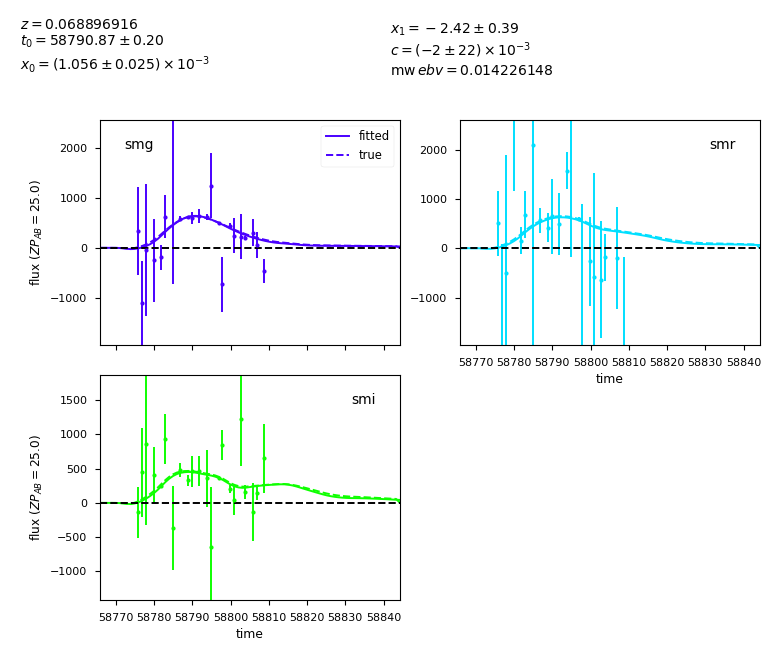 z = 0.068896916
t₀ = 58790.87 ± 0.20
x₀ = (1.056 ± 0.025) × 10⁻³
x₁ = −2.42 ± 0.39
c = (−2 ± 22) × 10⁻³
mw ebv = 0.014226148
smg
fitted
true
2000
1000
0
−1000
flux (ZP_AB = 25.0)
smr
2000
1000
0
−1000
58770 58780 58790 58800 58810 58820 58830 58840
time
smi
1500
1000
500
0
−500
−1000
flux (ZP_AB = 25.0)
58770 58780 58790 58800 58810 58820 58830 58840
time